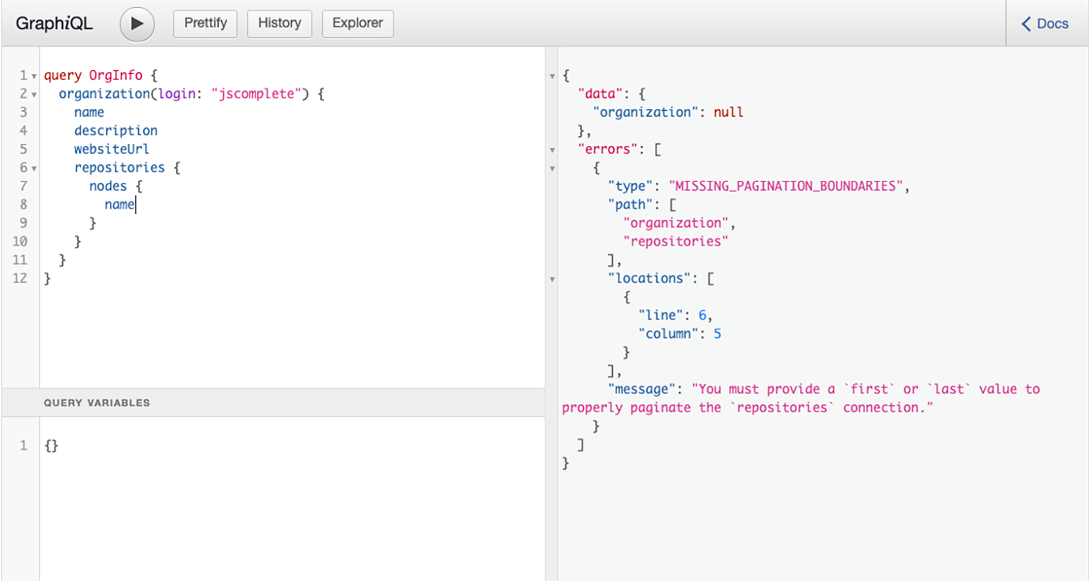 GraphiQL Prettify History Explorer Docs
1 query OrgInfo {
2 organization(login: "jscomplete") {
3 name
4 description
5 websiteUrl
6 repositories {
7 nodes {
8 name
9 }
10 }
11 }
12 }
QUERY VARIABLES
1 {}
{
"data": {
"organization": null
},
"errors": [
{
"type": "MISSING_PAGINATION_BOUNDARIES",
"path": [
"organization",
"repositories"
],
"locations": [
{
"line": 6,
"column": 5
}
],
"message": "You must provide a `first` or `last` value to
properly paginate the `repositories` connection."
}
]
}